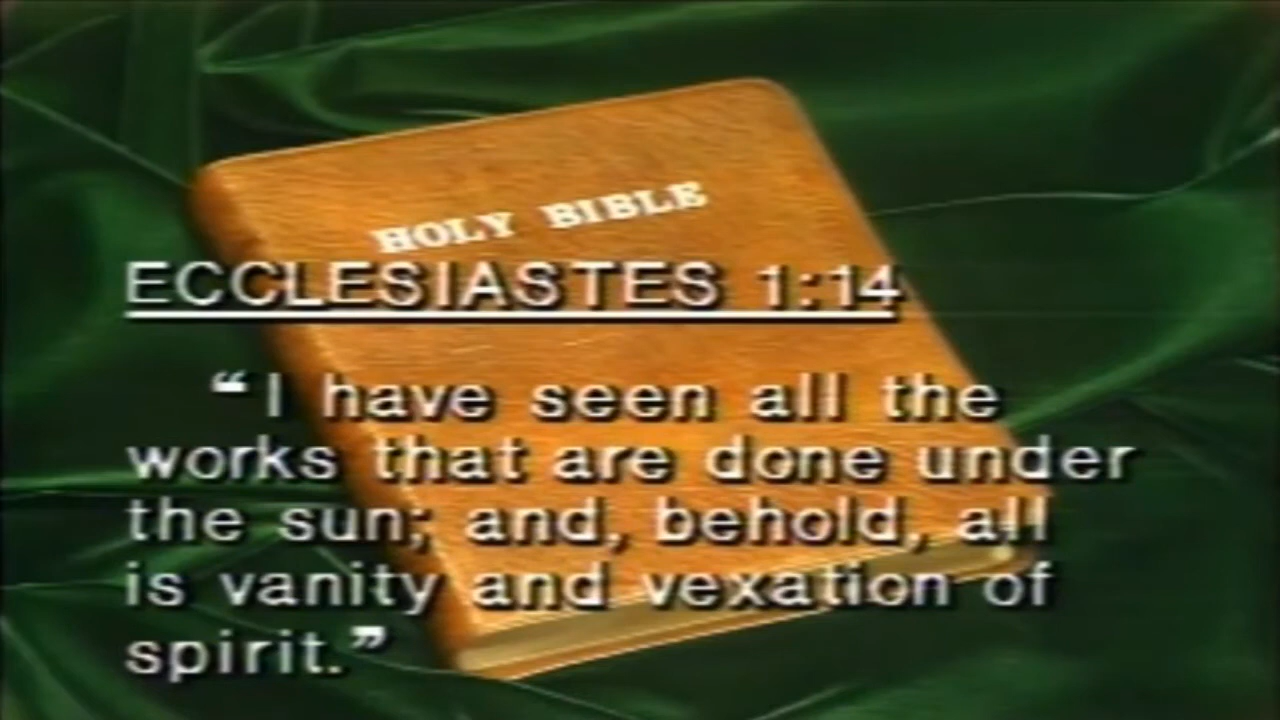 HOLY BIBLE
ECCLESIASTES 1:14
“I have seen all the
works that are done under
the sun; and, behold, all
is vanity and vexation of
spirit.”